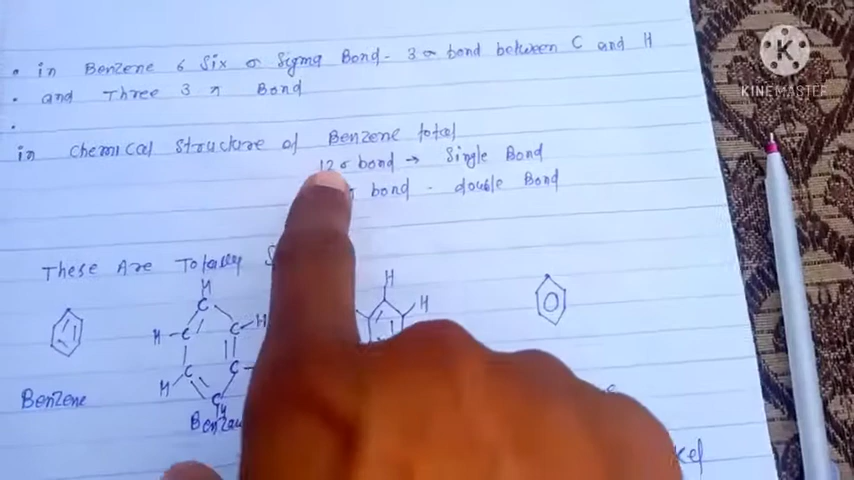 K
KINEMASTER
• in Benzene 6 Six σ Sigma Bond - 3 σ bond between C and H
• and Three 3 π Bond
•
in Chemical Structure of Benzene total
12 σ bond → Single Bond
bond - double Bond
These Are Totally
H
H
H
C
H
H C C H
H C C
C
H
Benzene